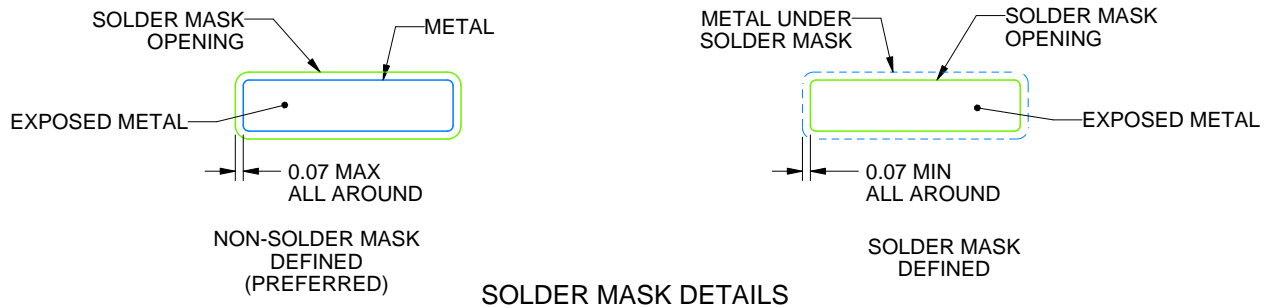 SOLDER MASK
OPENING
METAL
EXPOSED METAL
0.07 MAX
ALL AROUND
NON-SOLDER MASK
DEFINED
(PREFERRED)
METAL UNDER
SOLDER MASK
SOLDER MASK
OPENING
EXPOSED METAL
0.07 MIN
ALL AROUND
SOLDER MASK
DEFINED
SOLDER MASK DETAILS